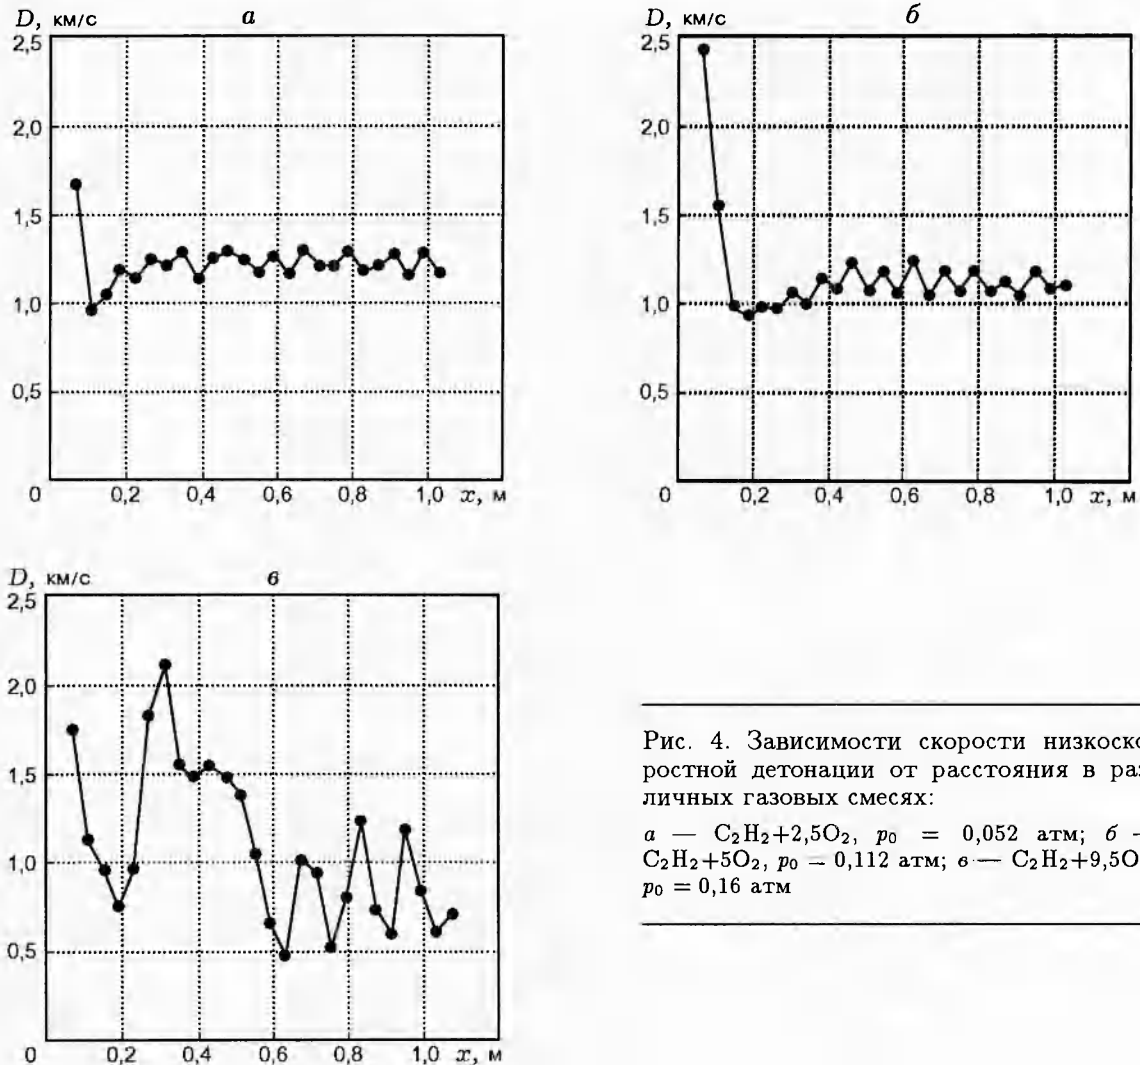 D, км/с
а
2,5
2,0
1,5
1,0
0,5
0
0,2
0,4
0,6
0,8
1,0
x, м
D, км/с
б
2,5
2,0
1,5
1,0
0,5
0
0,2
0,4
0,6
0,8
1,0
x, м
D, км/с
в
2,5
2,0
1,5
1,0
0,5
0
0,2
0,4
0,6
0,8
1,0
x, м
Рис. 4. Зависимости скорости низкоско-
ростной детонации от расстояния в раз
личных газовых смесях:
а — C₂H₂+2,5O₂, p₀ = 0,052 атм; б -
C₂H₂+5O₂, p₀ = 0,112 атм; в — C₂H₂+9,5O
p₀ = 0,16 атм